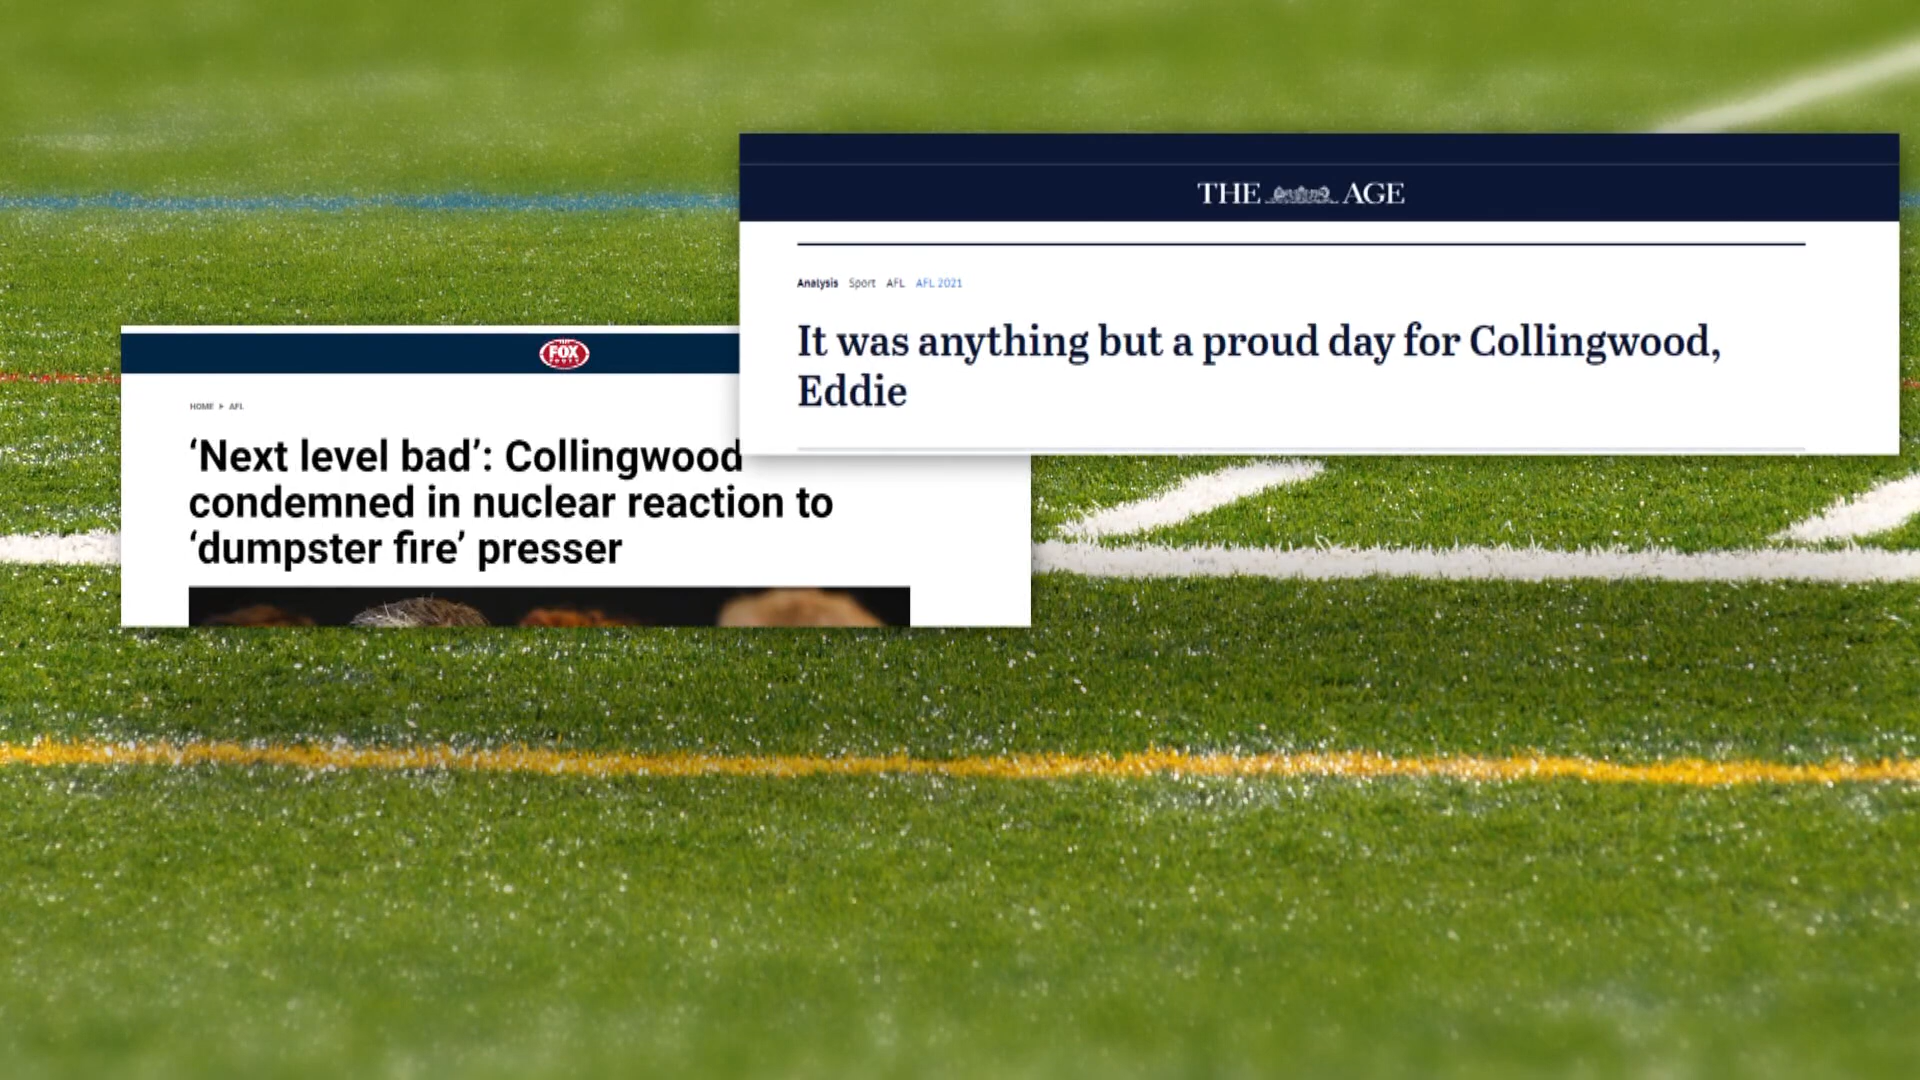 THE AGE
Analysis Sport AFL AFL 2021
It was anything but a proud day for Collingwood,
Eddie
FOX
HOME AFL
‘Next level bad’: Collingwood
condemned in nuclear reaction to
‘dumpster fire’ presser